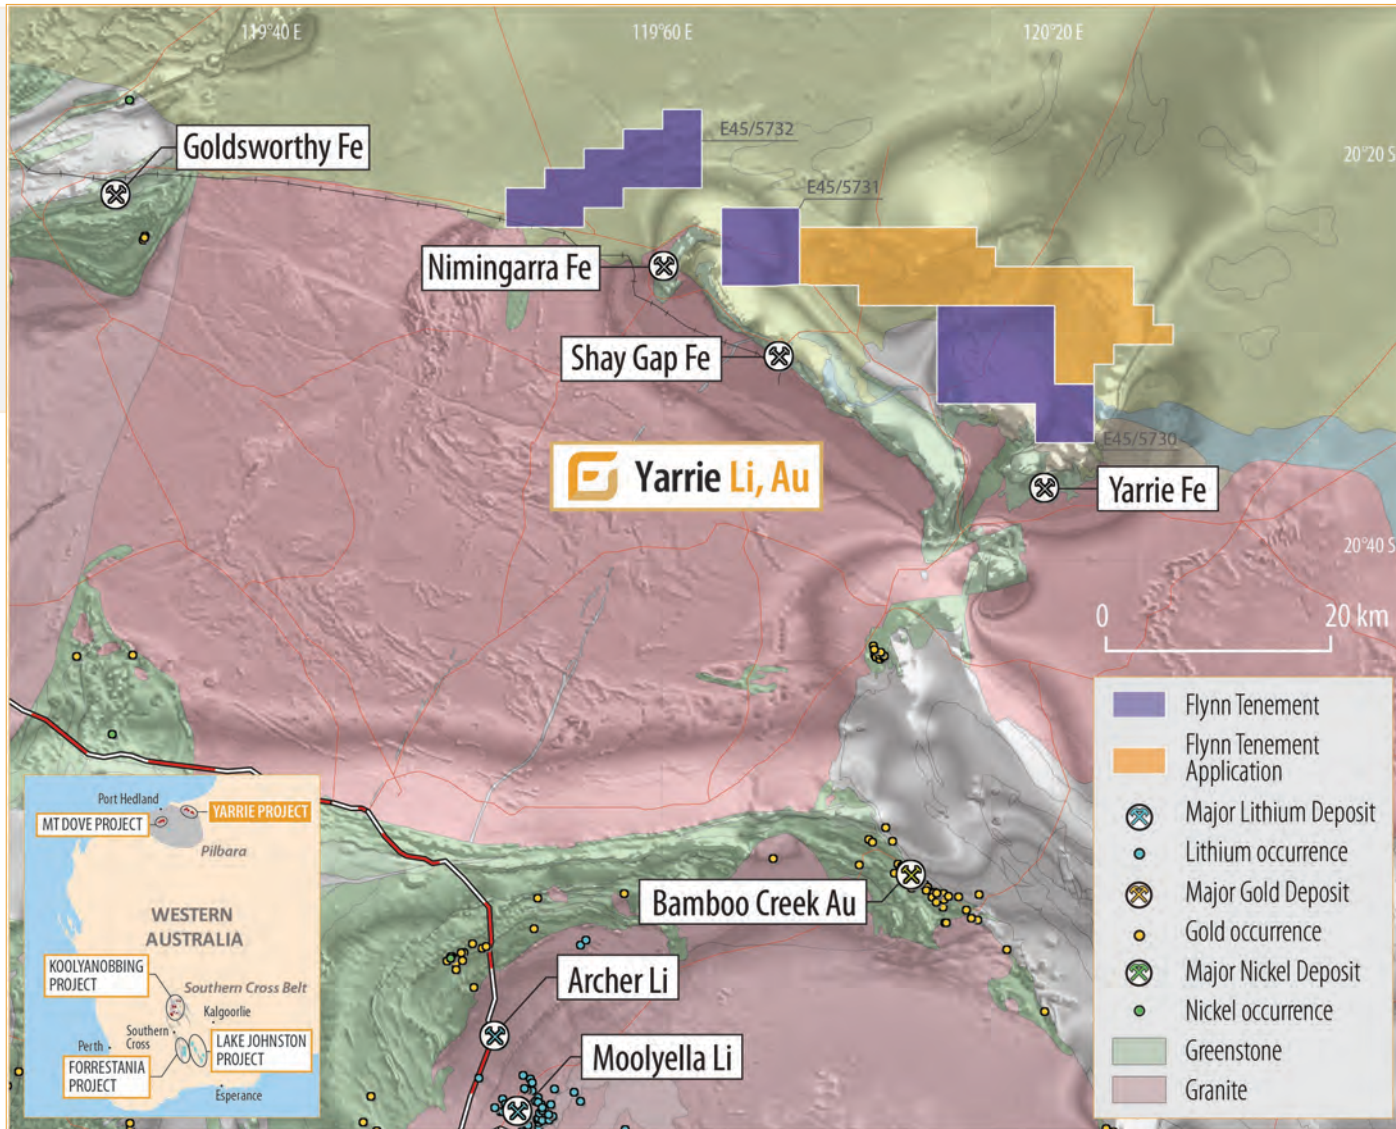 119°40 E
119°60 E
120°20 E
E45/5732
Goldsworthy Fe
20°20 S
E45/5731
Nimingarra Fe
Shay Gap Fe
E45/5730
Yarrie Li, Au
Yarrie Fe
20°40 S
0
20 km
Flynn Tenement
Flynn Tenement
Application
Major Lithium Deposit
Lithium occurrence
Major Gold Deposit
Gold occurrence
Major Nickel Deposit
Nickel occurrence
Greenstone
Granite
Bamboo Creek Au
Archer Li
Moolyella Li
Port Hedland
YARRIE PROJECT
MT DOVE PROJECT
Pilbara
WESTERN
AUSTRALIA
KOOLYANOBBING
PROJECT
Southern Cross Belt
Kalgoorlie
Southern
Cross
Perth
LAKE JOHNSTON
PROJECT
FORRESTANIA
PROJECT
Esperance